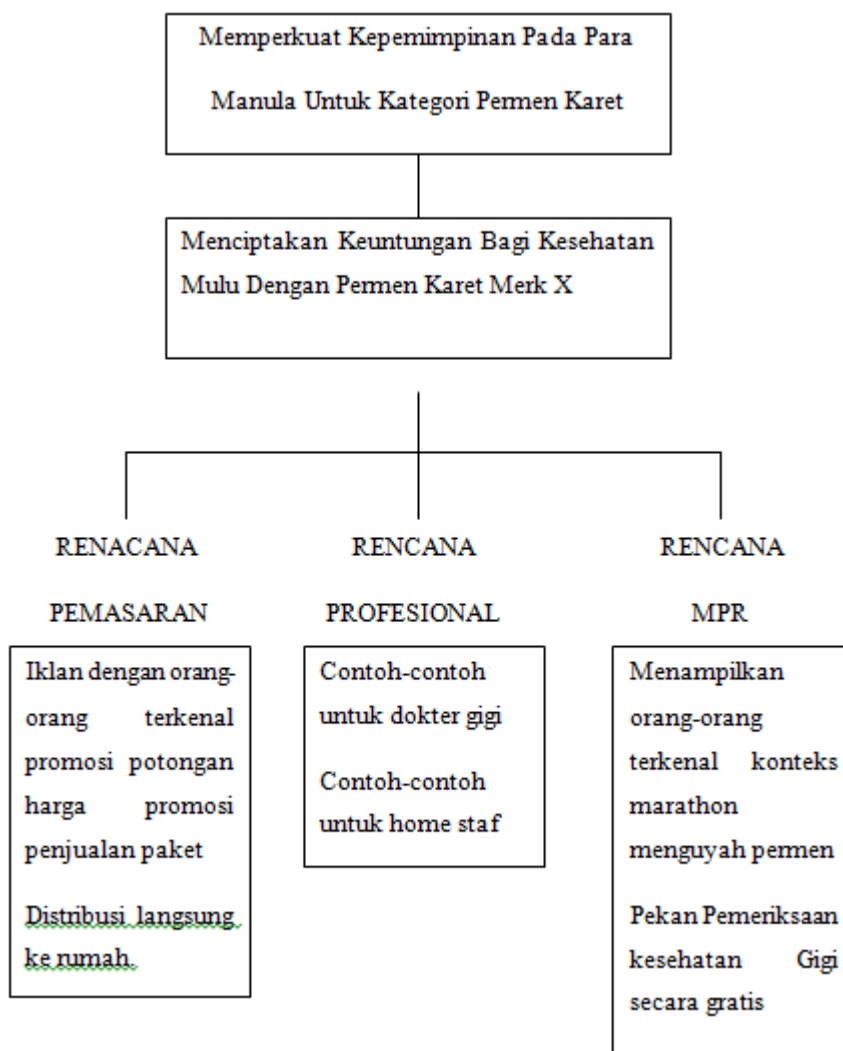 Memperkuat Kepemimpinan Pada Para
Manula Untuk Kategori Permen Karet
Menciptakan Keuntungan Bagi Kesehatan
Mulu Dengan Permen Karet Merk X
RENACANA
PEMASARAN
Iklan dengan orang-
orang terkenal
promosi potongan
harga promosi
penjualan paket
Distribusi langsung
ke rumah.
RENCANA
PROFESIONAL
Contoh-contoh
untuk dokter gigi
Contoh-contoh
untuk home staf
RENCANA
MPR
Menampilkan
orang-orang
terkenal konteks
marathon
menguyah permen
Pekan Pemeriksaan
kesehatan Gigi
secara gratis